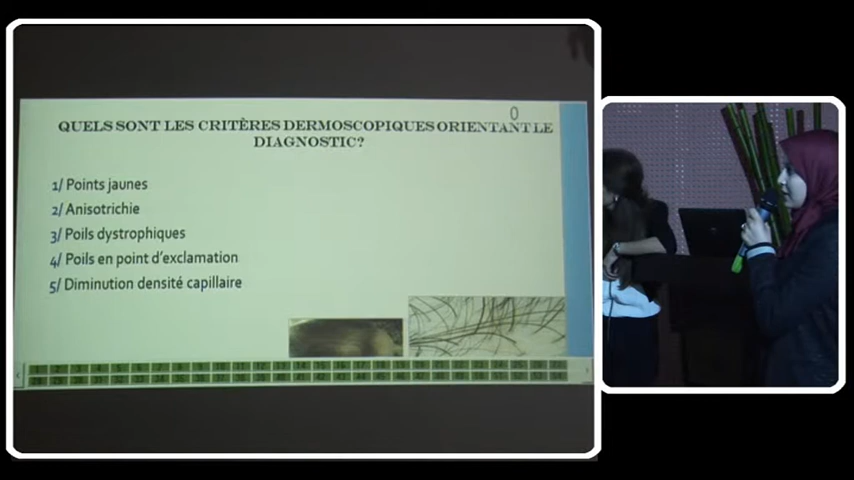 0
QUELS SONT LES CRITÈRES DERMOSCOPIQUES ORIENTANT LE
DIAGNOSTIC?
1/ Points jaunes
2/ Anisotrichie
3/ Poils dystrophiques
4/ Poils en point d'exclamation
5/ Diminution densité capillaire